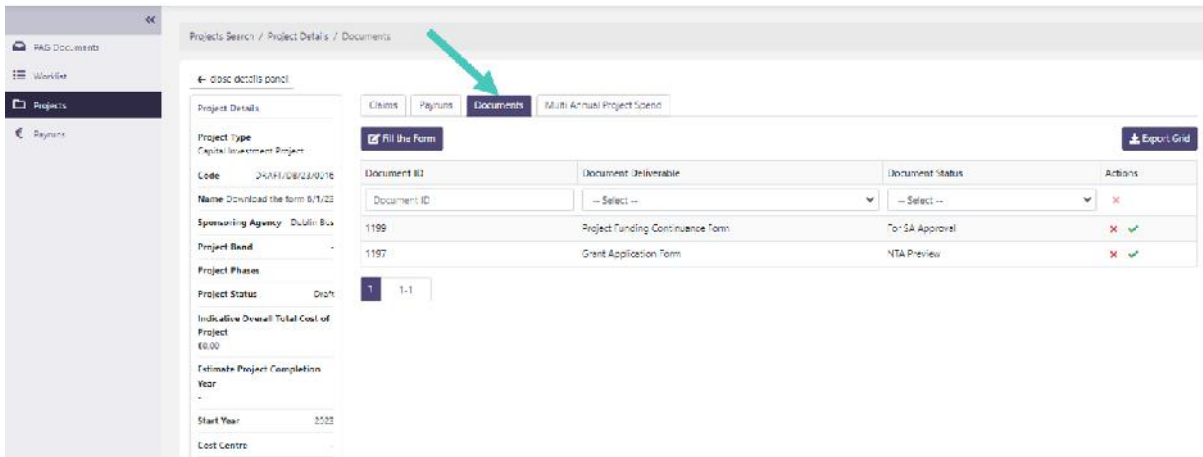 «
PAG Documents
Worklist
Projects
Payruns
Projects Search / Project Details / Documents
← close details panel
Project Details
Project Type
Capital Investment Project
Code DRAFT/DB/23/0016
Name Download the form 6/1/23
Sponsoring Agency Dublin Bus
Project Band -
Project Phases
Project Status Draft
Indicative Overall Total Cost of
Project
€0.00
Estimate Project Completion
Year
-
Start Year 2023
Cost Centre -
Claims Payruns Documents Multi Annual Project Spend
Fill the Form Export Grid
Document ID Document Deliverable Document Status Actions
Document ID -- Select -- -- Select --
1199 Project Funding Continuance Form For SA Approval
1197 Grant Application Form NTA Preview
1 1-1